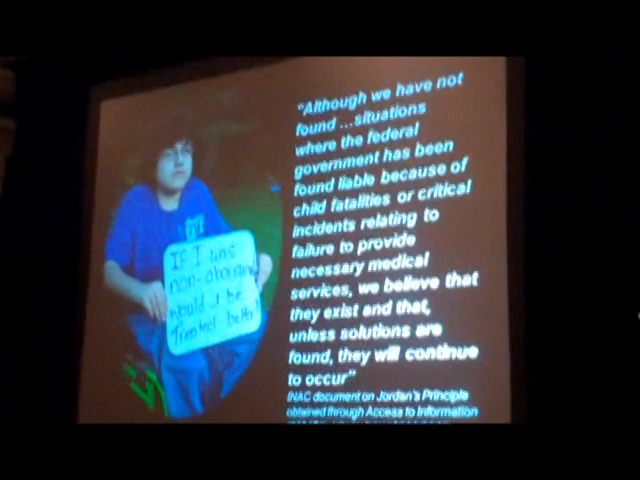 IF I was
non-aboriginal
would I be
Treated better?
"Although we have not
found ...situations
where the federal
government has been
found liable because of
child fatalities or critical
incidents relating to
failure to provide
necessary medical
services, we believe that
they exist and that,
unless solutions are
found, they will continue
to occur"
INAC document on Jordan's Principle
obtained through Access to Information